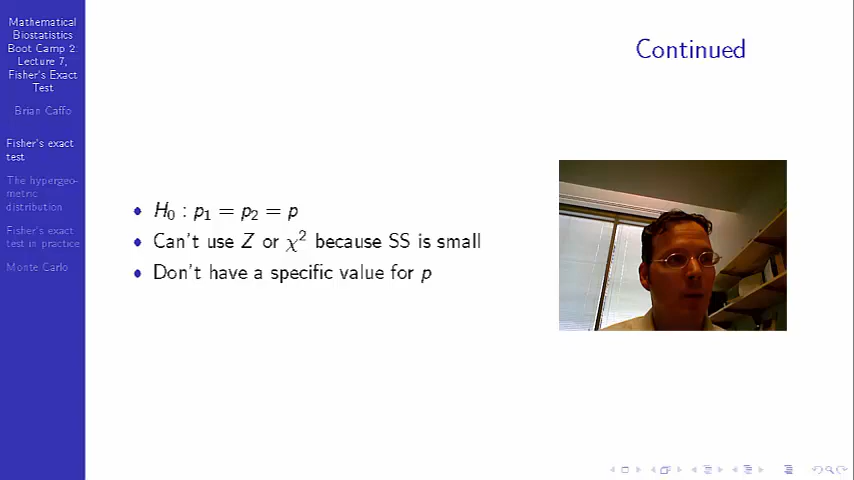 Mathematical
Biostatistics
Boot Camp 2:
Lecture 7,
Fisher's Exact
Test
Brian Caffo
Fisher's exact
test
The hypergeo-
metric
distribution
Fisher's exact
test in practice
Monte Carlo
Continued
H₀ : p₁ = p₂ = p
Can't use Z or χ² because SS is small
Don't have a specific value for p